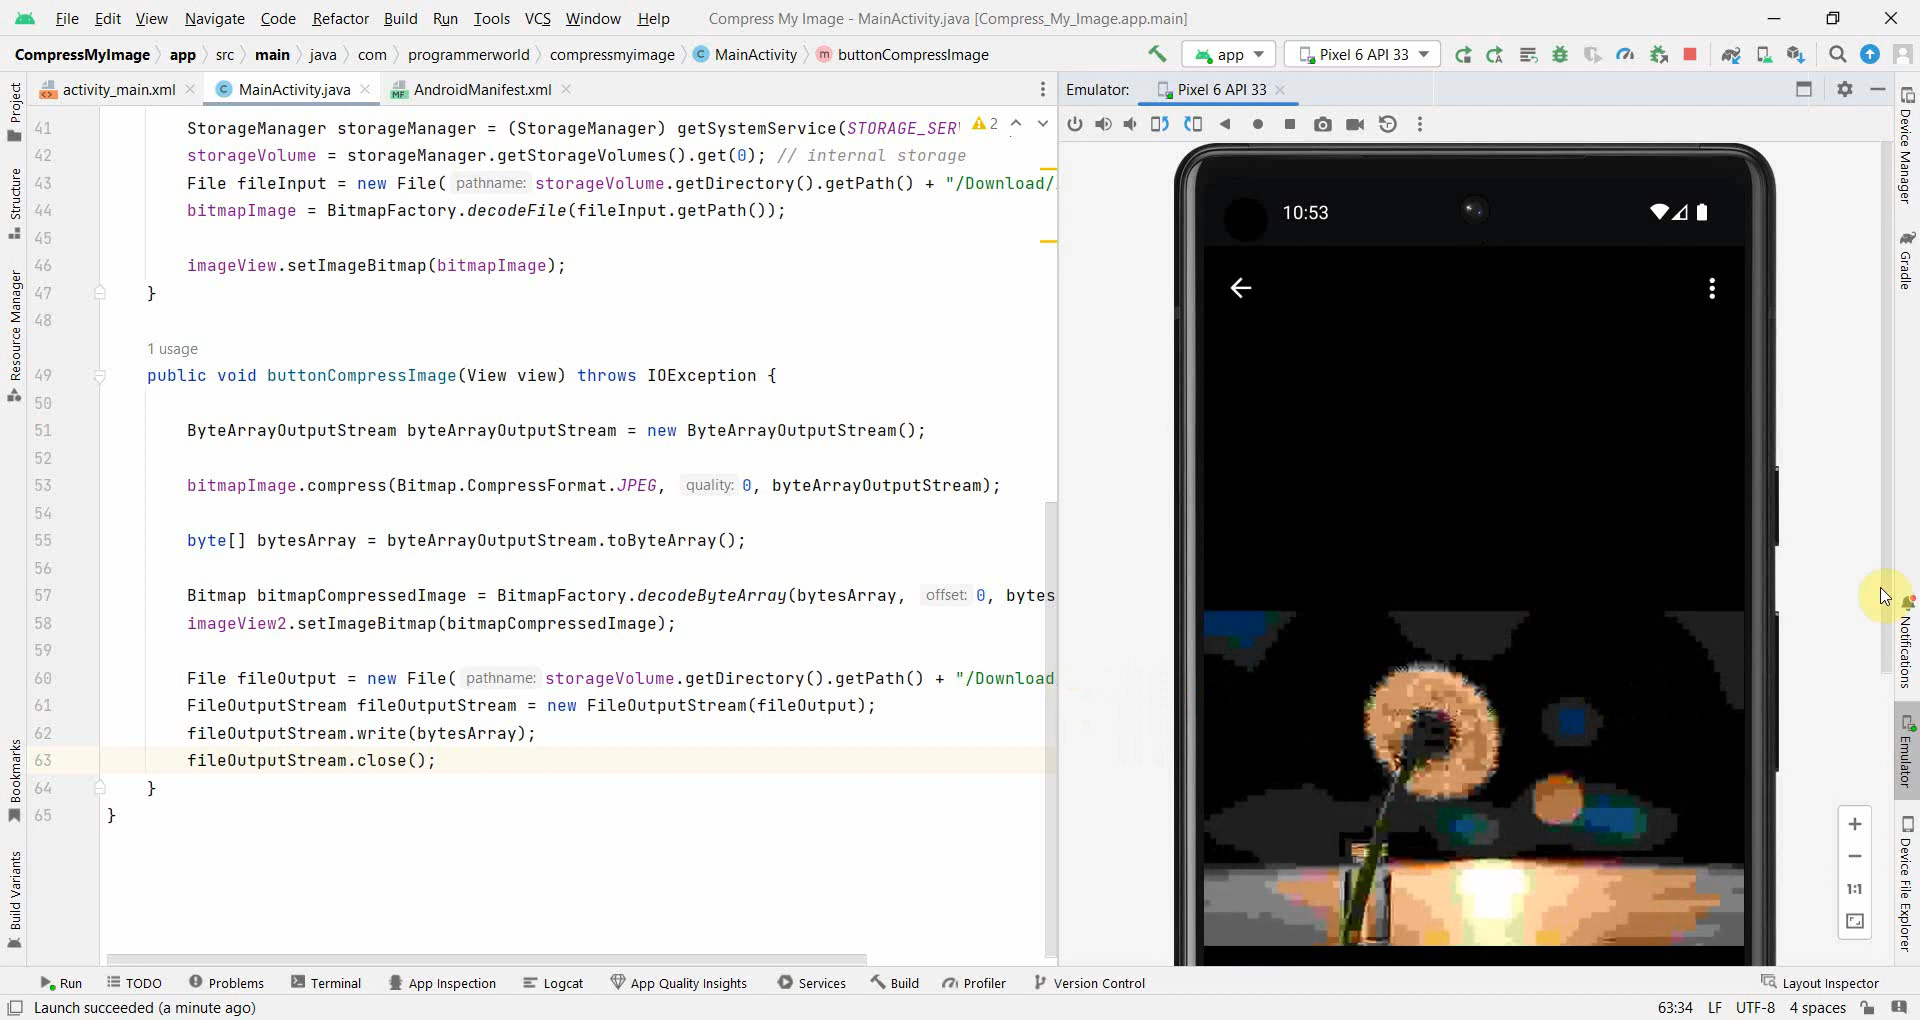 File Edit View Navigate Code Refactor Build Run Tools VCS Window Help Compress My Image - MainActivity.java [Compress_My_Image.app.main]
CompressMyImage app src main java com programmerworld compressmyimage C MainActivity m buttonCompressImage app Pixel 6 API 33
activity_main.xml C MainActivity.java MF AndroidManifest.xml Emulator: Pixel 6 API 33
41 StorageManager storageManager = (StorageManager) getSystemService(STORAGE_SER 2
42 storageVolume = storageManager.getStorageVolumes().get(0); // internal storage
43 File fileInput = new File( pathname: storageVolume.getDirectory().getPath() + "/Download/
44 bitmapImage = BitmapFactory.decodeFile(fileInput.getPath());
45
46 imageView.setImageBitmap(bitmapImage);
47 }
48
1 usage
49 public void buttonCompressImage(View view) throws IOException {
50
51 ByteArrayOutputStream byteArrayOutputStream = new ByteArrayOutputStream();
52
53 bitmapImage.compress(Bitmap.CompressFormat.JPEG, quality: 0, byteArrayOutputStream);
54
55 byte[] bytesArray = byteArrayOutputStream.toByteArray();
56
57 Bitmap bitmapCompressedImage = BitmapFactory.decodeByteArray(bytesArray, offset: 0, bytes
58 imageView2.setImageBitmap(bitmapCompressedImage);
59
60 File fileOutput = new File( pathname: storageVolume.getDirectory().getPath() + "/Download
61 FileOutputStream fileOutputStream = new FileOutputStream(fileOutput);
62 fileOutputStream.write(bytesArray);
63 fileOutputStream.close();
64 }
65 }
10:53
1:1
Project
Structure
Resource Manager
Bookmarks
Build Variants
Device Manager
Gradle
Notifications
Emulator
Device File Explorer
Run TODO Problems Terminal App Inspection Logcat App Quality Insights Services Build Profiler Version Control Layout Inspector
Launch succeeded (a minute ago) 63:34 LF UTF-8 4 spaces